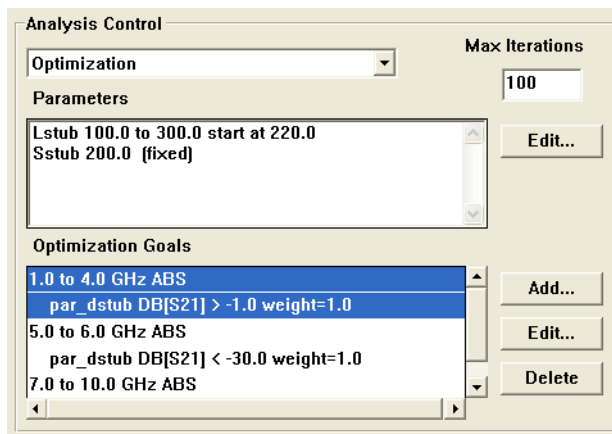 Analysis Control
Max Iterations
Optimization
100
Parameters
Lstub 100.0 to 300.0 start at 220.0
Sstub 200.0 (fixed)
Edit...
Optimization Goals
1.0 to 4.0 GHz ABS
par_dstub DB[S21] > -1.0 weight=1.0
5.0 to 6.0 GHz ABS
par_dstub DB[S21] < -30.0 weight=1.0
7.0 to 10.0 GHz ABS
Add...
Edit...
Delete